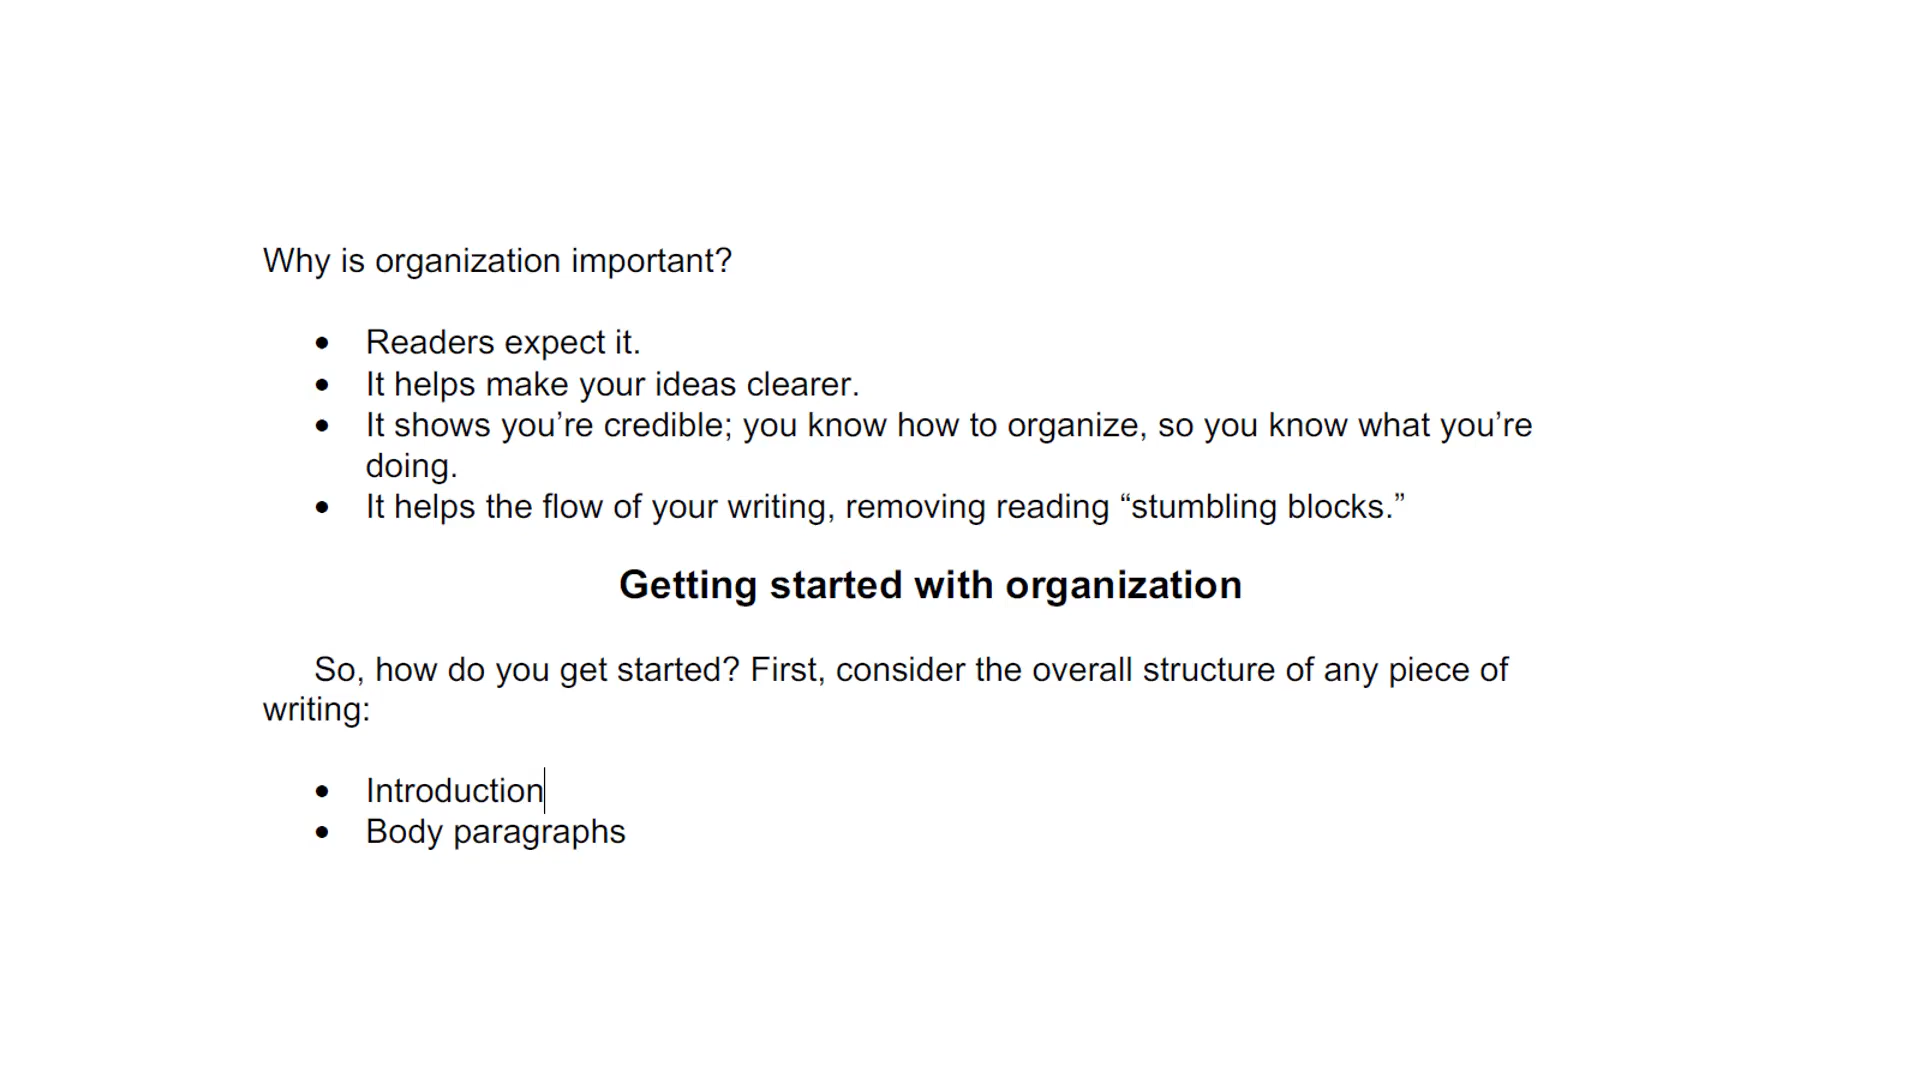 Why is organization important?
• Readers expect it.
• It helps make your ideas clearer.
• It shows you’re credible; you know how to organize, so you know what you’re
doing.
• It helps the flow of your writing, removing reading “stumbling blocks.”
Getting started with organization
So, how do you get started? First, consider the overall structure of any piece of
writing:
• Introduction
• Body paragraphs